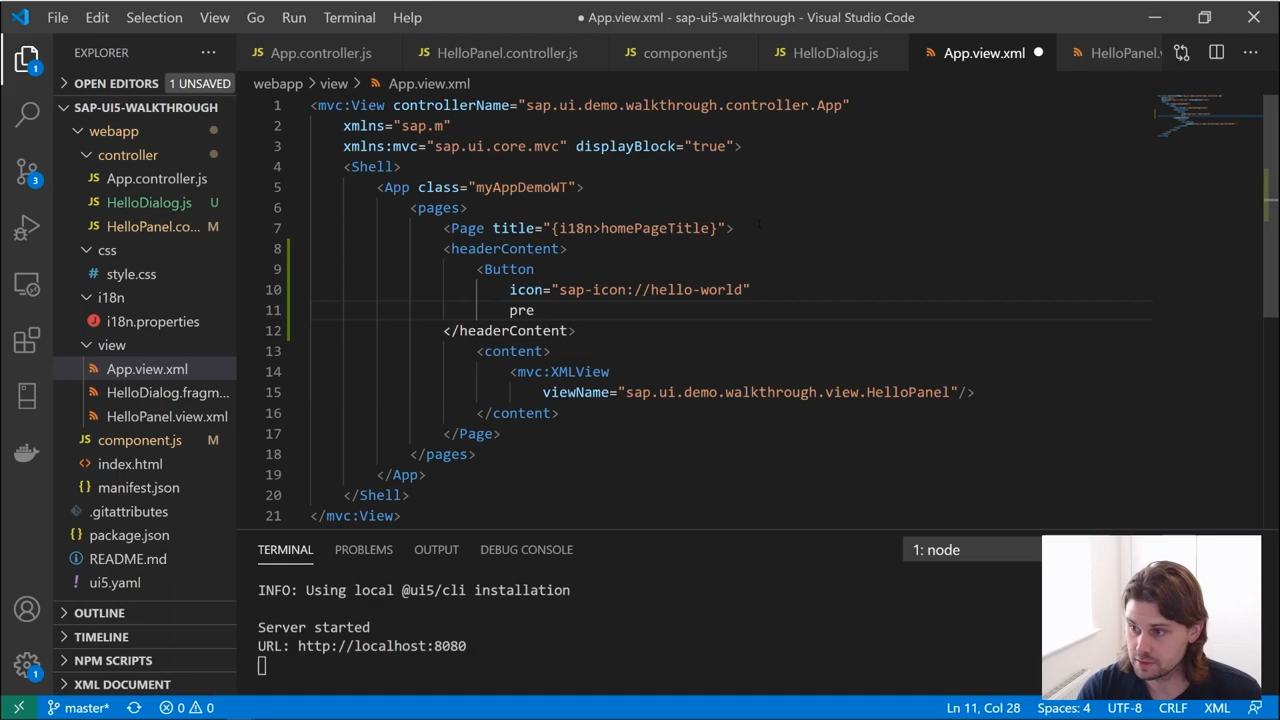 File Edit Selection View Go Run Terminal Help
● App.view.xml - sap-ui5-walkthrough - Visual Studio Code
EXPLORER
App.controller.js HelloPanel.controller.js component.js HelloDialog.js App.view.xml HelloPanel.v
OPEN EDITORS 1 UNSAVED
SAP-UI5-WALKTHROUGH
webapp
controller
App.controller.js
HelloDialog.js U
HelloPanel.co... M
css
style.css
i18n
i18n.properties
view
App.view.xml
HelloDialog.fragm...
HelloPanel.view.xml
component.js M
index.html
manifest.json
.gitattributes
package.json
README.md
ui5.yaml
OUTLINE
TIMELINE
NPM SCRIPTS
XML DOCUMENT
1
3
1
webapp > view > App.view.xml
1 <mvc:View controllerName="sap.ui.demo.walkthrough.controller.App"
2 xmlns="sap.m"
3 xmlns:mvc="sap.ui.core.mvc" displayBlock="true">
4 <Shell>
5 <App class="myAppDemoWT">
6 <pages>
7 <Page title="{i18n>homePageTitle}">
8 <headerContent>
9 <Button
10 icon="sap-icon://hello-world"
11 pre
12 </headerContent>
13 <content>
14 <mvc:XMLView
15 viewName="sap.ui.demo.walkthrough.view.HelloPanel"/>
16 </content>
17 </Page>
18 </pages>
19 </App>
20 </Shell>
21 </mvc:View>
TERMINAL PROBLEMS OUTPUT DEBUG CONSOLE 1: node
INFO: Using local @ui5/cli installation
Server started
URL: http://localhost:8080
master* 0 0 Ln 11, Col 28 Spaces: 4 UTF-8 CRLF XML